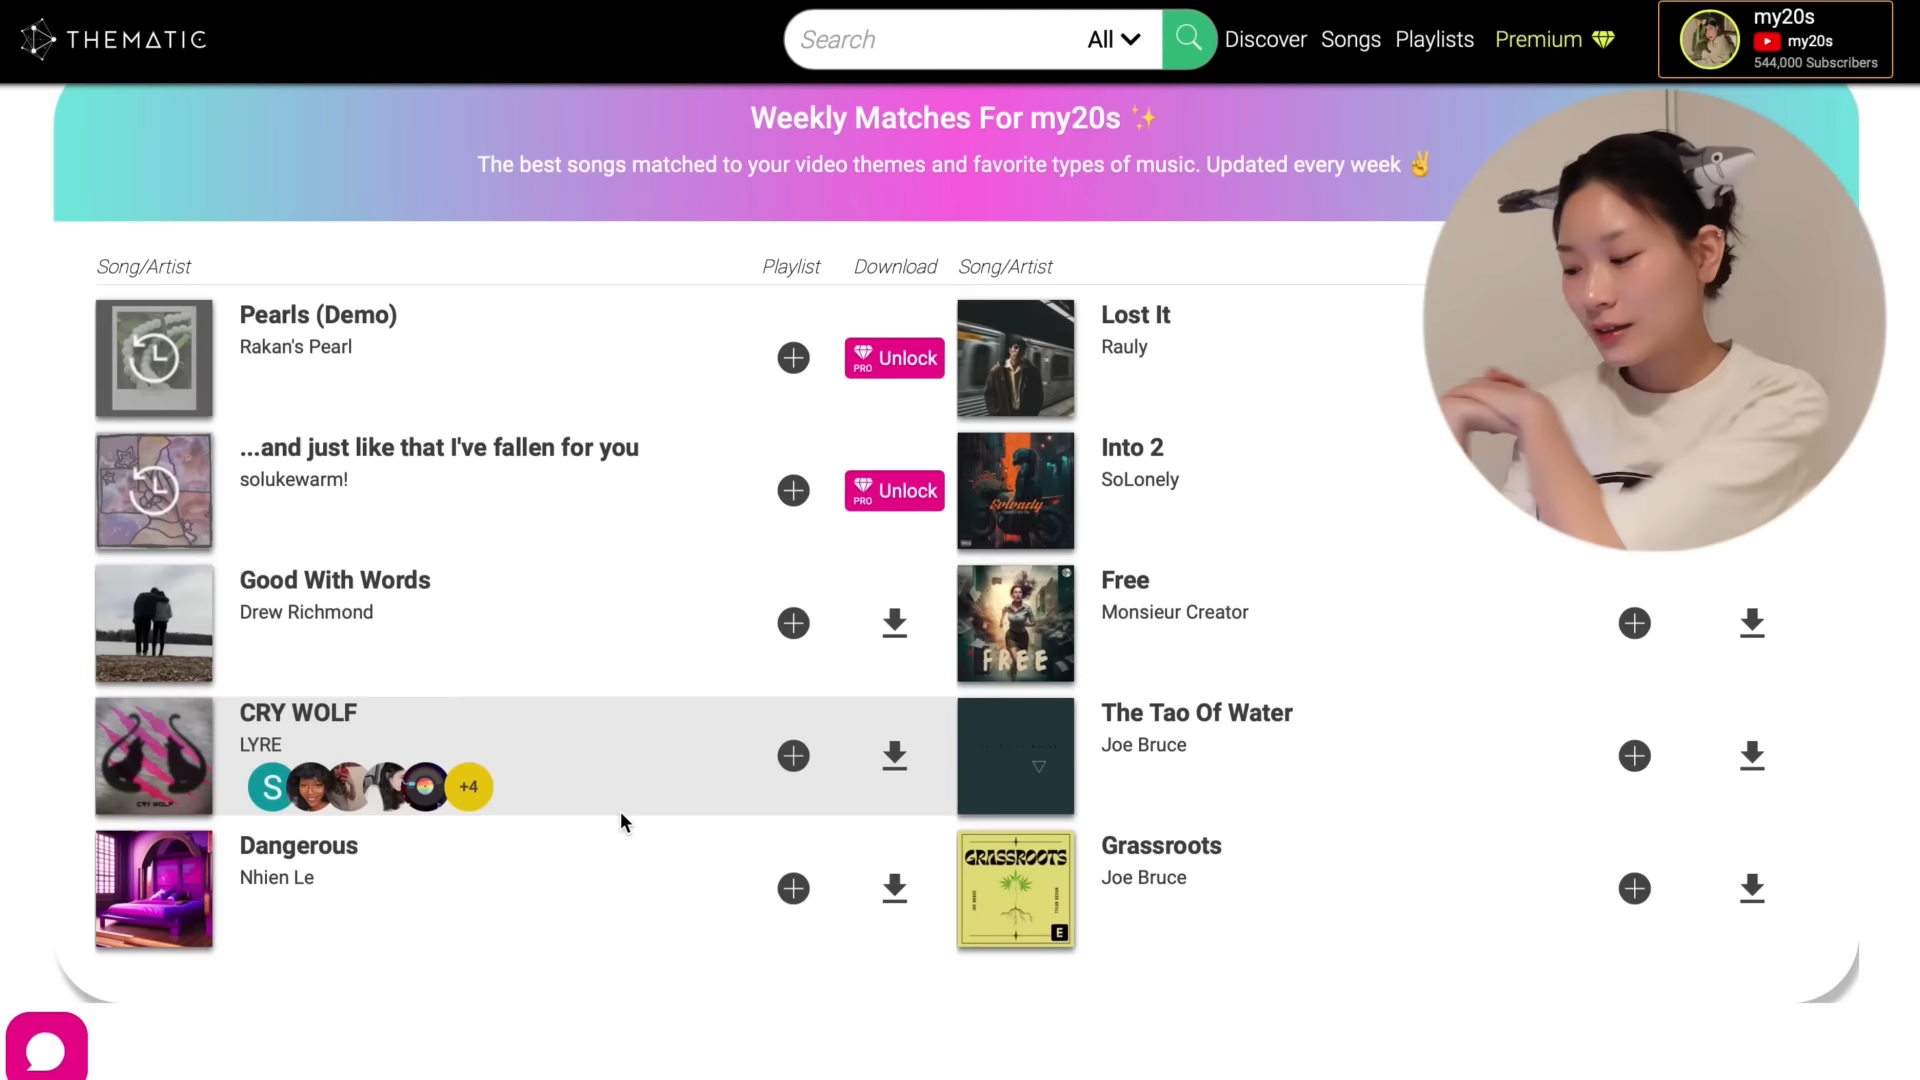 THEMATIC
Search
All
Discover
Songs
Playlists
Premium
my20s
my20s
544,000 Subscribers
Weekly Matches For my20s ✨
The best songs matched to your video themes and favorite types of music. Updated every week ✌
Song/Artist
Playlist
Download
Song/Artist
Pearls (Demo)
Rakan's Pearl
PRO
Unlock
Lost It
Rauly
...and just like that I've fallen for you
solukewarm!
PRO
Unlock
Into 2
SoLonely
Good With Words
Drew Richmond
Free
Monsieur Creator
FREE
CRY WOLF
LYRE
S
+4
CRY WOLF
The Tao Of Water
Joe Bruce
Dangerous
Nhien Le
Grassroots
Joe Bruce
GRASSROOTS
E